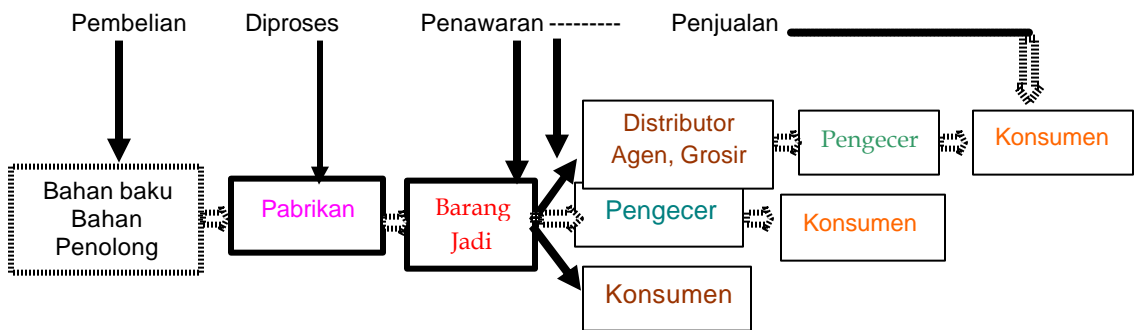 Pembelian
Diproses
Penawaran ----------
Penjualan
Bahan baku
Bahan
Penolong
Pabrikan
Barang
Jadi
Distributor
Agen, Grosir
Pengecer
Konsumen
Pengecer
Konsumen
Konsumen